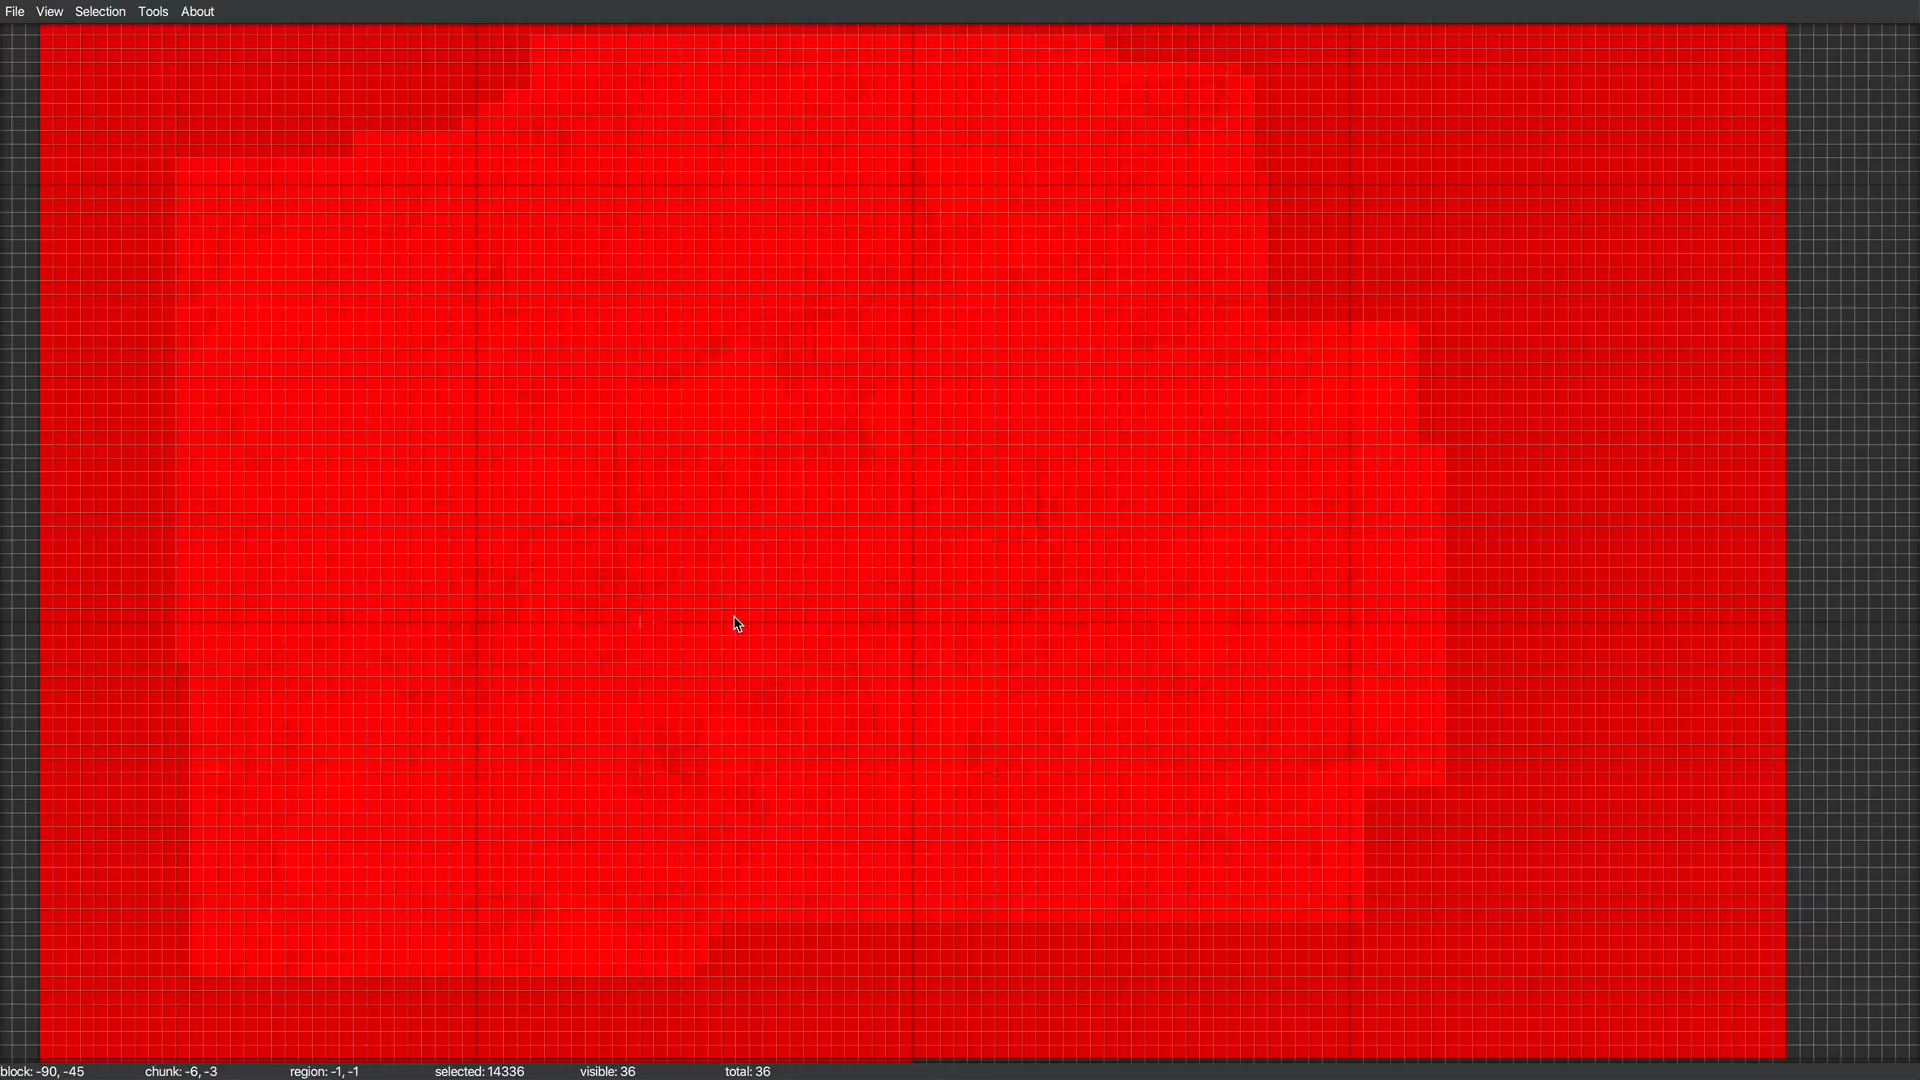 File View Selection Tools About
block: -90, -45 chunk: -6, -3 region: -1, -1 selected: 14336 visible: 36 total: 36